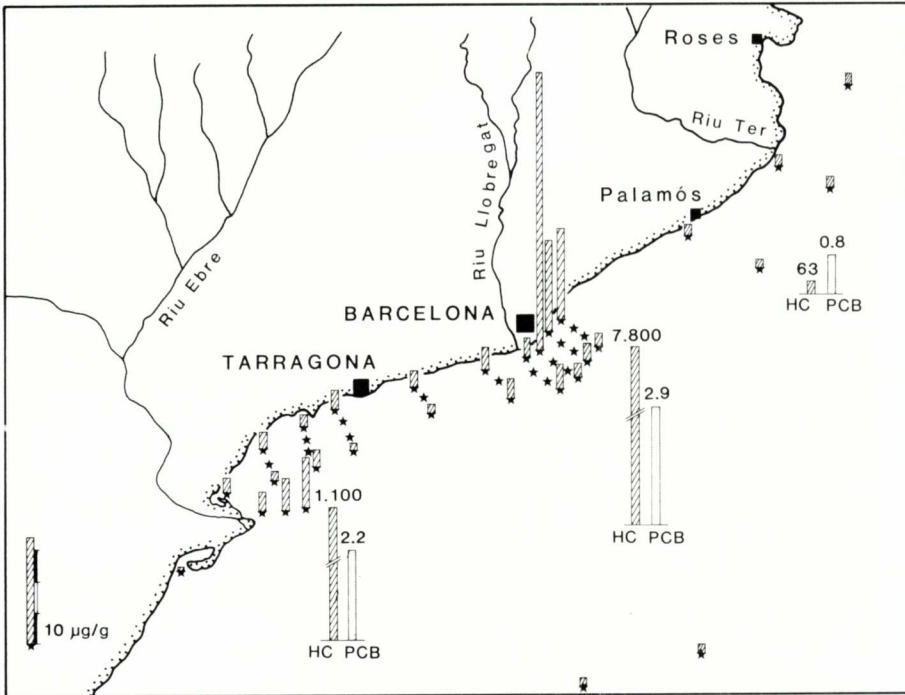 Roses
Riu Ter
Riu Llobregat
Palamós
0.8
63
HC PCB
Riu Ebre
BARCELONA
7.800
TARRAGONA
2.9
HC PCB
1.100
2.2
10 µg/g
HC PCB